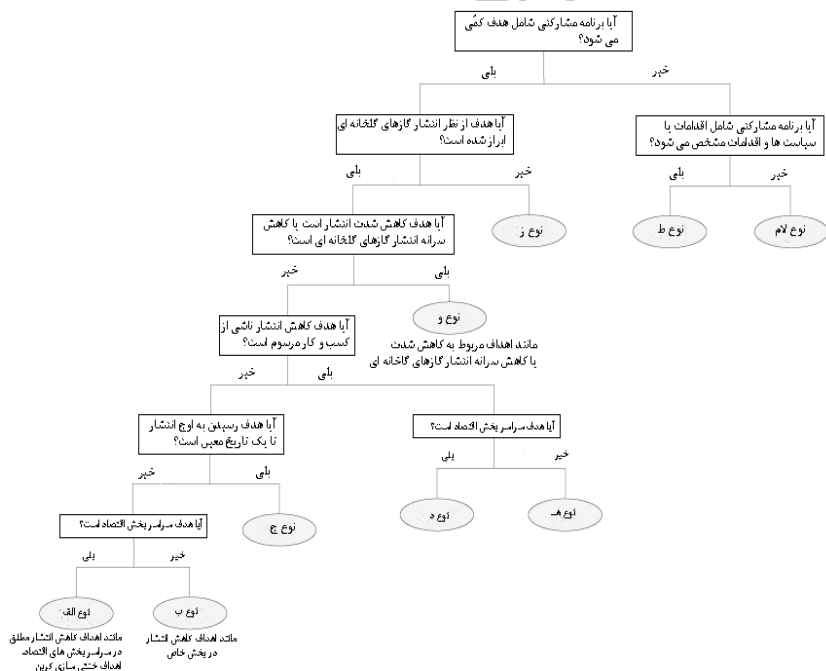 آیا برنامه مشارکتی شامل هدف کمّی
می شود؟
بلی
خیر
آیا هدف از نظر انتشار گازهای گلخانه ای
ابراز شده است؟
آیا برنامه مشارکتی شامل اقدامات یا
سیاست ها و اقدامات مشخص می شود؟
بلی
خیر
بلی
خیر
آیا هدف کاهش شدت انتشار است یا کاهش
سرانه انتشار گازهای گلخانه ای است؟
نوع ز
نوع ط
نوع لام
خیر
بلی
آیا هدف کاهش انتشار ناشی از
کسب و کار مرسوم است؟
نوع و
مانند اهداف مربوط به کاهش شدت
یا کاهش سرانه انتشار گازهای گاخانه ای
خیر
بلی
آیا هدف رسیدن به اوج انتشار
تا یک تاریخ معین است؟
آیا هدف سراسر بخش اقتصاد است؟
خیر
بلی
بلی
خیر
آیا هدف سراسر بخش اقتصاد است؟
نوع ج
نوع د
نوع هـ
بلی
خیر
نوع الف
نوع ب
مانند اهداف کاهش انتشار مطلق
در سراسر بخش های اقتصاد،
اهداف خنثی سازی کربن
مانند اهداف کاهش انتشار
در بخش خاص